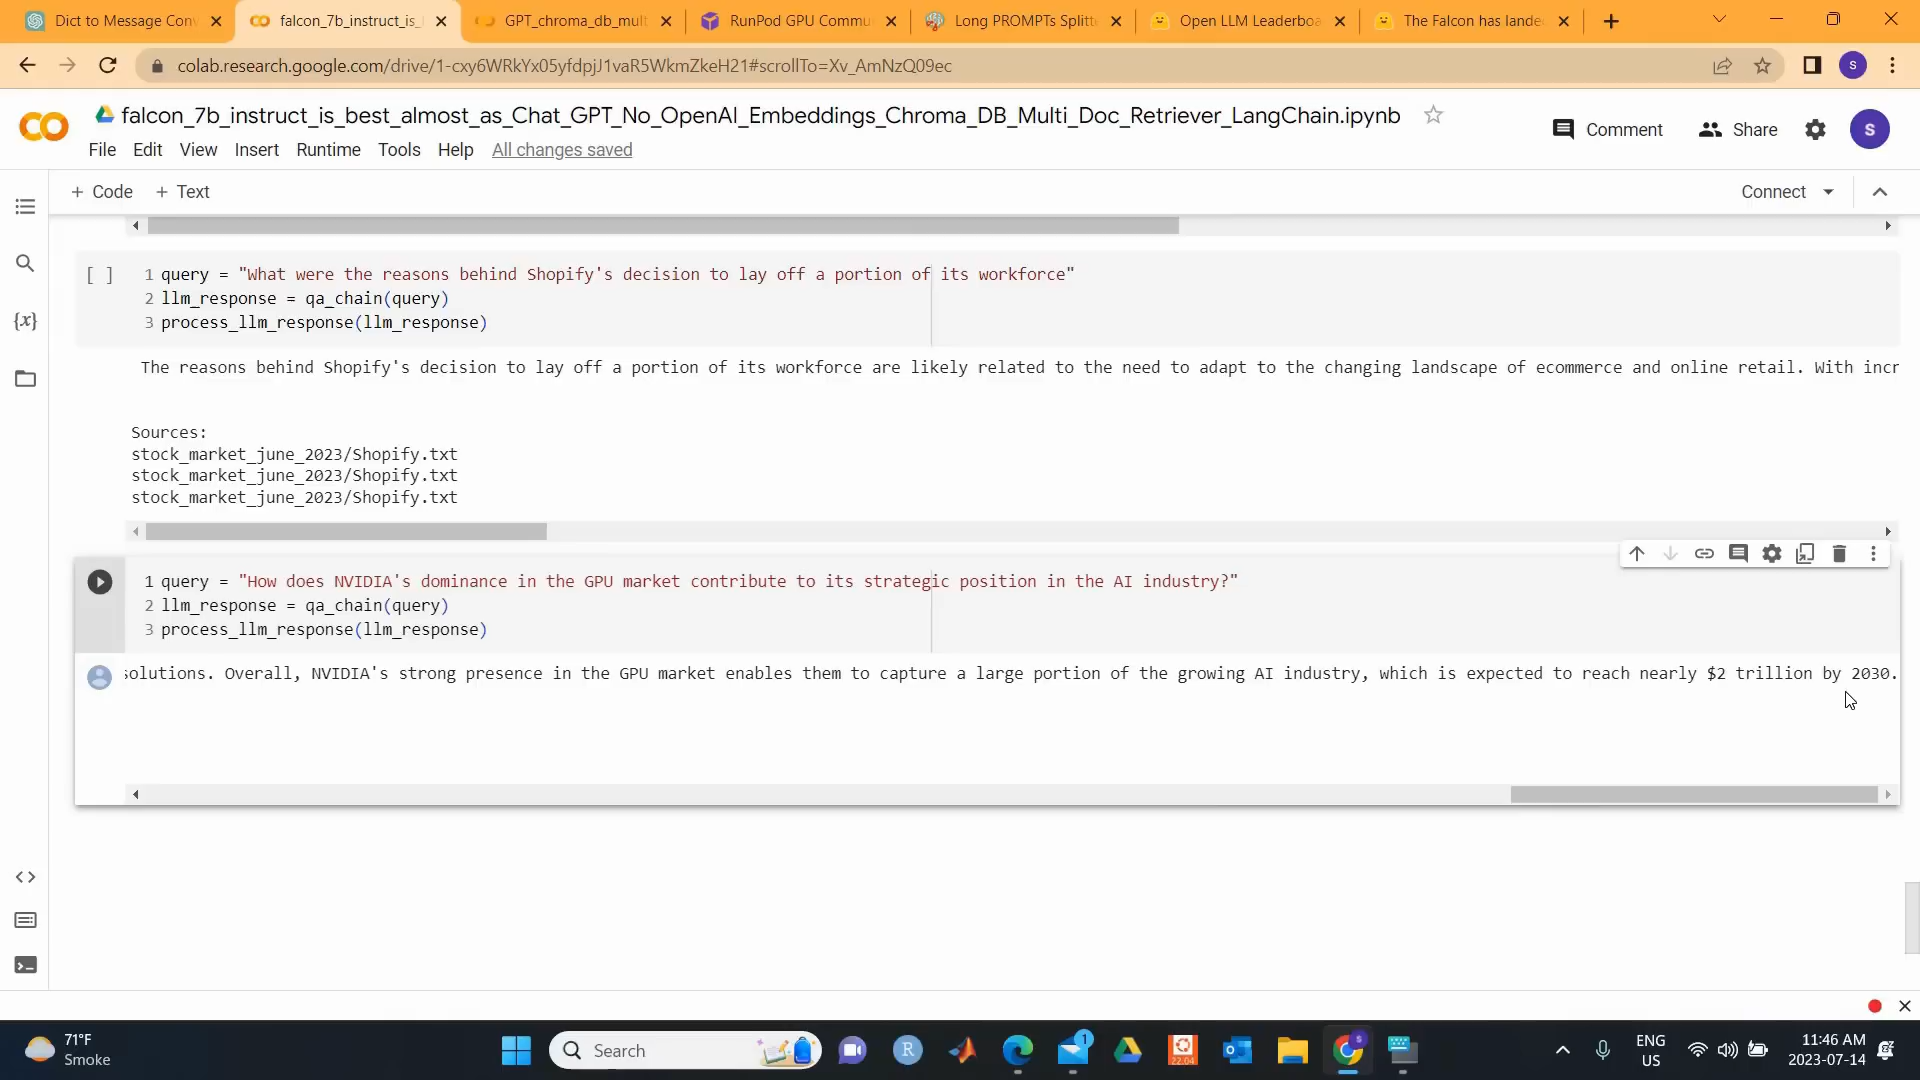 Dict to Message Conv
falcon_7b_instruct_is_
GPT_chroma_db_mult
RunPod GPU Commu
Long PROMPTs Splitte
Open LLM Leaderboa
The Falcon has lande
colab.research.google.com/drive/1-cxy6WRkYx05yfdpjJ1vaR5WkmZkeH21#scrollTo=Xv_AmNzQ09ec
S
CO
falcon_7b_instruct_is_best_almost_as_Chat_GPT_No_OpenAI_Embeddings_Chroma_DB_Multi_Doc_Retriever_LangChain.ipynb
Comment
Share
S
File Edit View Insert Runtime Tools Help All changes saved
+ Code + Text
Connect
[ ]
1 query = "What were the reasons behind Shopify's decision to lay off a portion of its workforce"
2 llm_response = qa_chain(query)
3 process_llm_response(llm_response)
The reasons behind Shopify's decision to lay off a portion of its workforce are likely related to the need to adapt to the changing landscape of ecommerce and online retail. With incr
Sources:
stock_market_june_2023/Shopify.txt
stock_market_june_2023/Shopify.txt
stock_market_june_2023/Shopify.txt
{x}
1 query = "How does NVIDIA's dominance in the GPU market contribute to its strategic position in the AI industry?"
2 llm_response = qa_chain(query)
3 process_llm_response(llm_response)
solutions. Overall, NVIDIA's strong presence in the GPU market enables them to capture a large portion of the growing AI industry, which is expected to reach nearly $2 trillion by 2030.
71°F
Smoke
Search
R
22.04
1
ENG
US
11:46 AM
2023-07-14